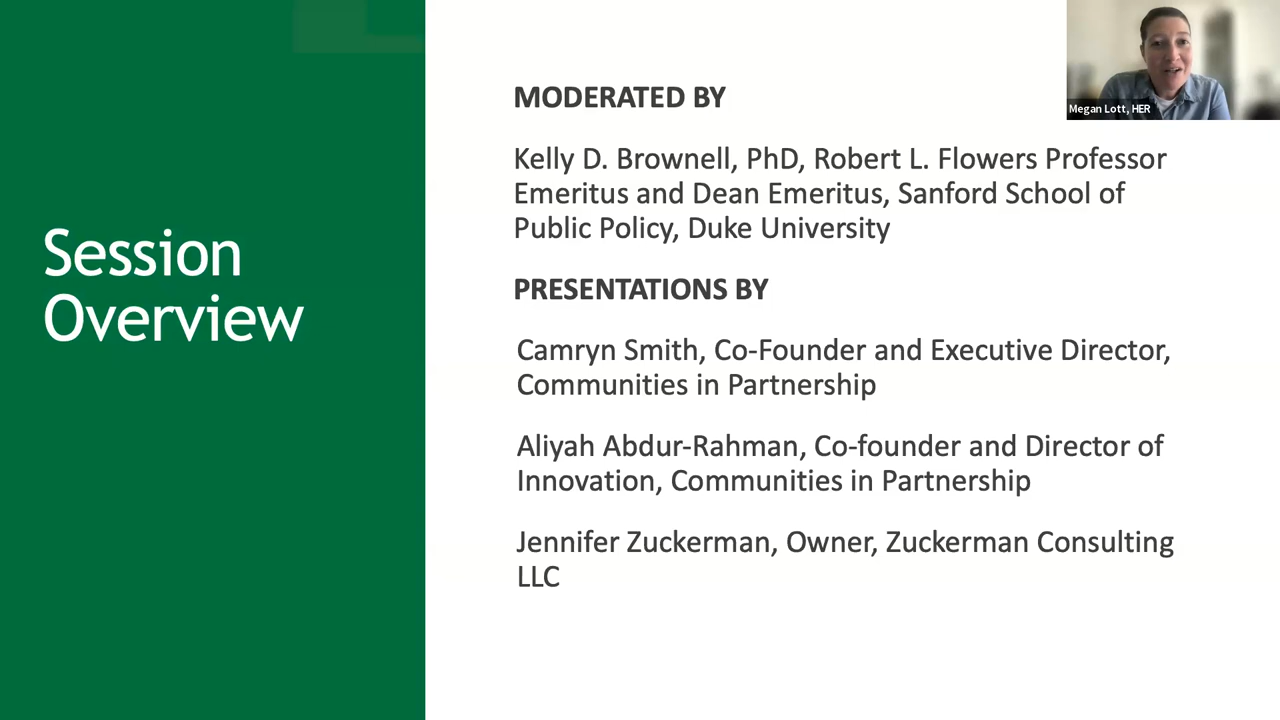 Session
Overview
MODERATED BY
Kelly D. Brownell, PhD, Robert L. Flowers Professor
Emeritus and Dean Emeritus, Sanford School of
Public Policy, Duke University
PRESENTATIONS BY
Camryn Smith, Co-Founder and Executive Director,
Communities in Partnership
Aliyah Abdur-Rahman, Co-founder and Director of
Innovation, Communities in Partnership
Jennifer Zuckerman, Owner, Zuckerman Consulting
LLC
Megan Lott, HER